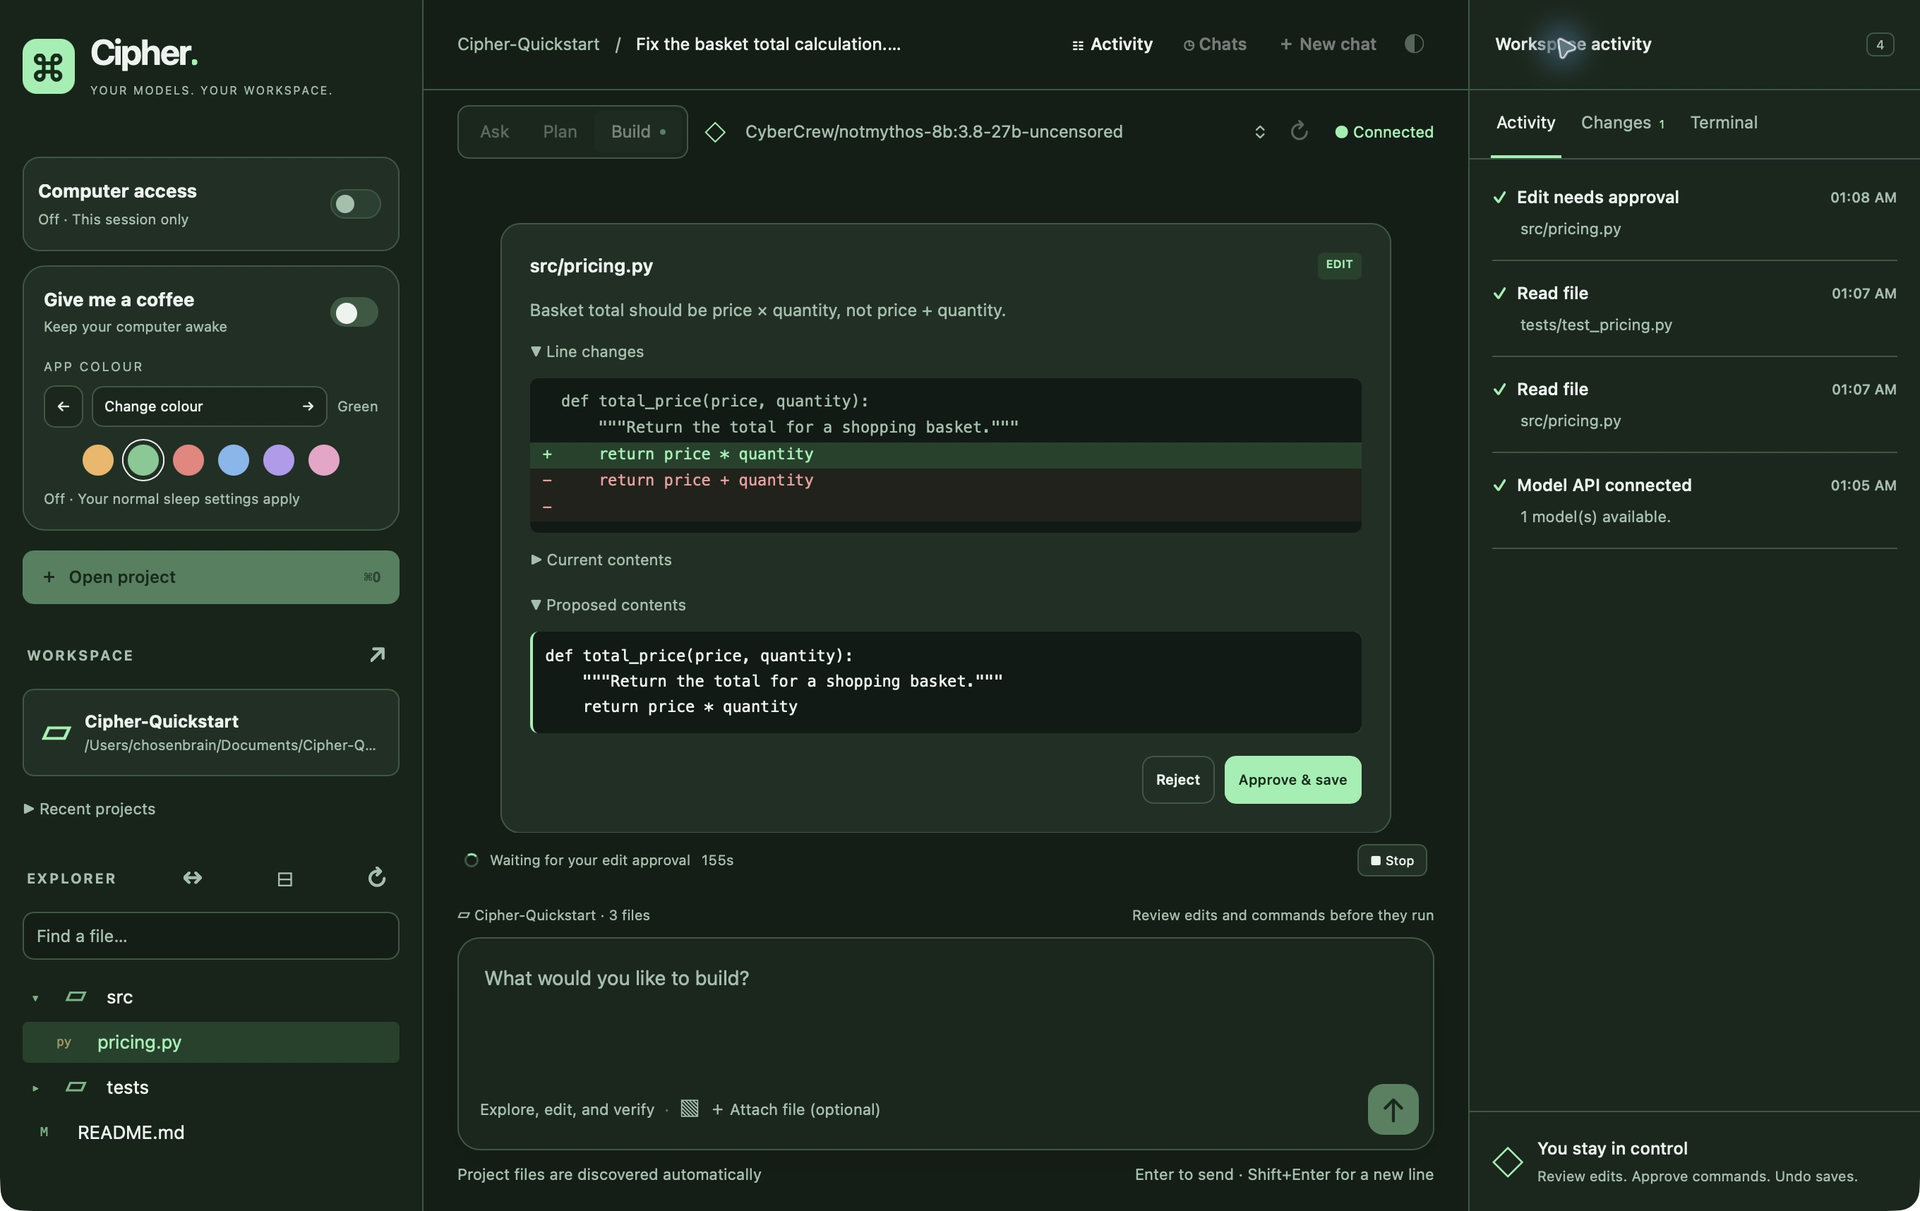 Cipher.
YOUR MODELS. YOUR WORKSPACE.
Computer access
Off · This session only
Give me a coffee
Keep your computer awake
APP COLOUR
← Change colour → Green
Off · Your normal sleep settings apply
+ Open project ⌘O
WORKSPACE
Cipher-Quickstart
/Users/chosenbrain/Documents/Cipher-Q...
Recent projects
EXPLORER
Find a file...
src
py pricing.py
tests
M README.md
Cipher-Quickstart / Fix the basket total calculation....
Activity Chats + New chat
Ask Plan Build • CyberCrew/notmythos-8b:3.8-27b-uncensored Connected
src/pricing.py EDIT
Basket total should be price × quantity, not price + quantity.
Line changes
def total_price(price, quantity):
"""Return the total for a shopping basket."""
+ return price * quantity
− return price + quantity
−
Current contents
Proposed contents
def total_price(price, quantity):
"""Return the total for a shopping basket."""
return price * quantity
Reject Approve & save
Waiting for your edit approval 155s Stop
Cipher-Quickstart · 3 files Review edits and commands before they run
What would you like to build?
Explore, edit, and verify · + Attach file (optional)
Project files are discovered automatically Enter to send · Shift+Enter for a new line
Workspace activity 4
Activity Changes 1 Terminal
Edit needs approval 01:08 AM
src/pricing.py
Read file 01:07 AM
tests/test_pricing.py
Read file 01:07 AM
src/pricing.py
Model API connected 01:05 AM
1 model(s) available.
You stay in control
Review edits. Approve commands. Undo saves.